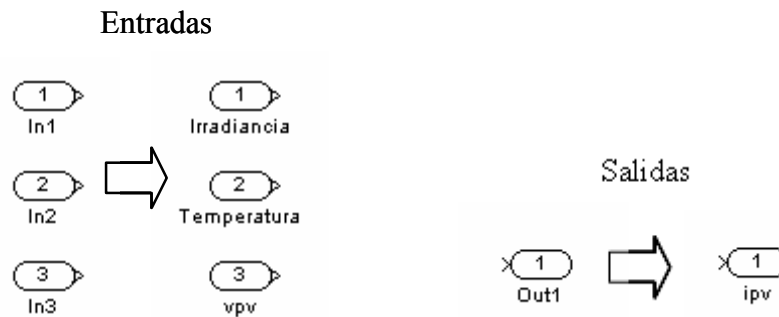 Entradas
1
In1
1
Irradiancia
2
In2
2
Temperatura
3
In3
3
vpv
Salidas
1
Out1
1
ipv